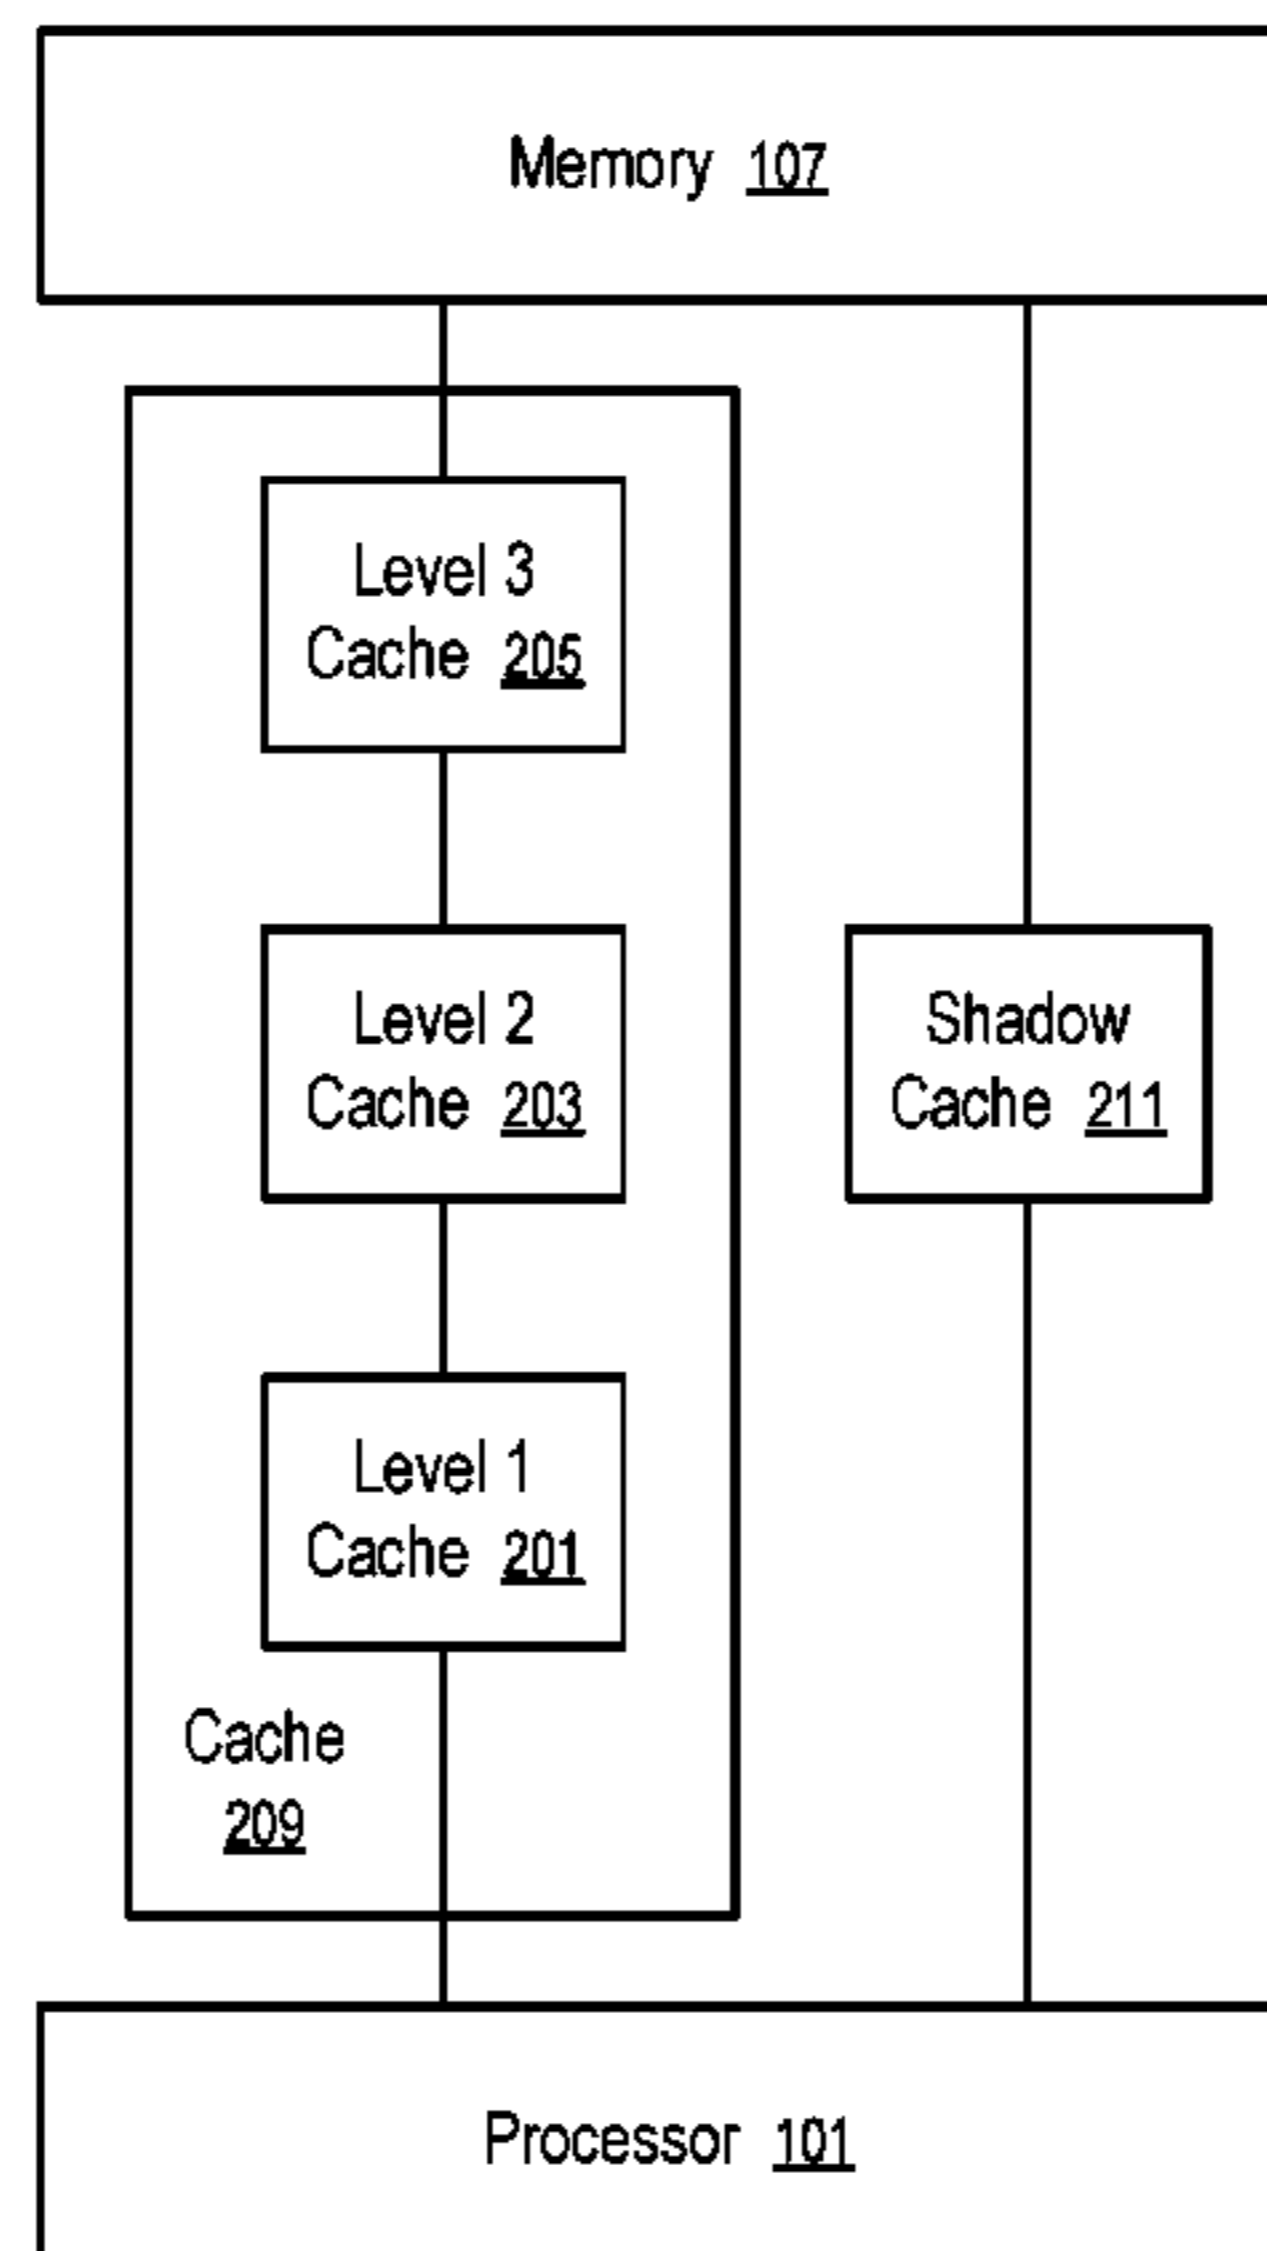 Memory 107
Level 3
Cache 205
Level 2
Cache 203
Shadow
Cache 211
Level 1
Cache 201
Cache
209
Processor 101